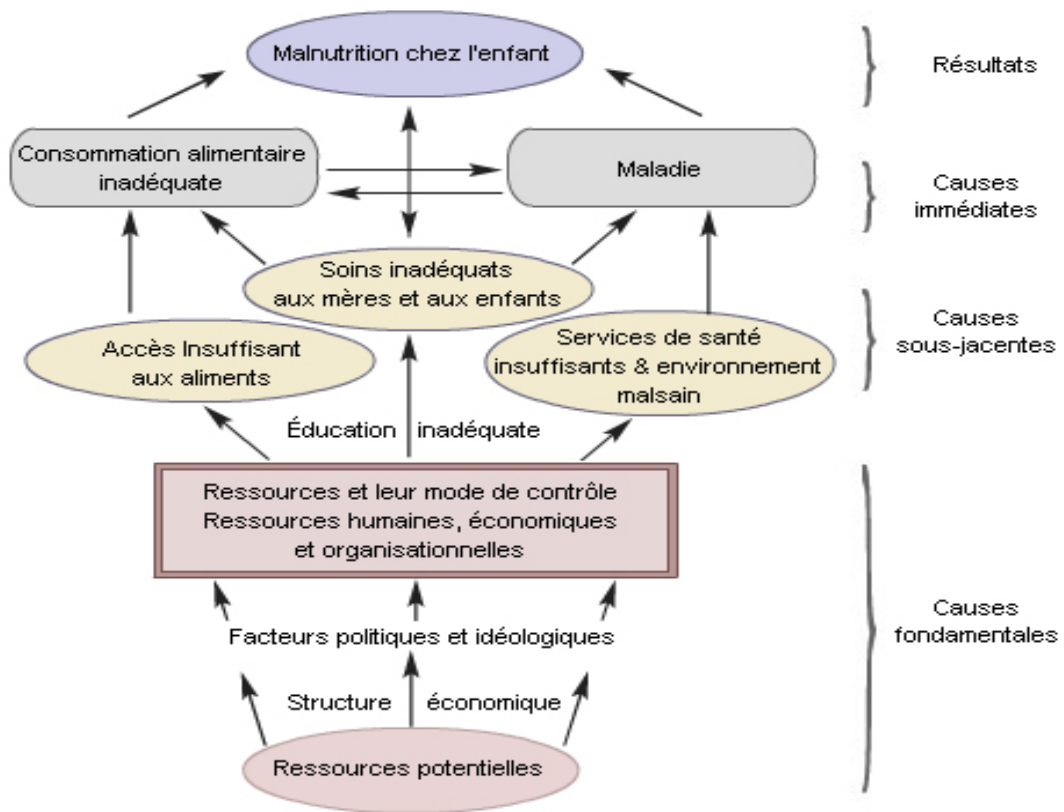 Malnutrition chez l'enfant
Résultats
Consommation alimentaire
inadéquate
Maladie
Causes
immédiates
Soins inadéquats
aux mères et aux enfants
Accès Insuffisant
aux aliments
Services de santé
insuffisants & environnement
malsain
Causes
sous-jacentes
Éducation inadéquate
Ressources et leur mode de contrôle
Ressources humaines, économiques
et organisationnelles
Facteurs politiques et idéologiques
Structure économique
Ressources potentielles
Causes
fondamentales